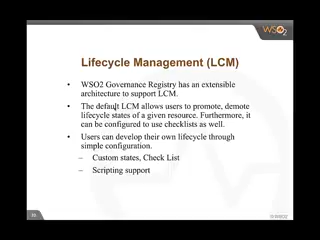 WSO2
Lifecycle Management (LCM)
• WSO2 Governance Registry has an extensible
architecture to support LCM.
• The default LCM allows users to promote, demote
lifecycle states of a given resource. Furthermore, it
can be configured to use checklists as well.
• Users can develop their own lifecycle through
simple configuration.
– Custom states, Check List
– Scripting support
© WSO2